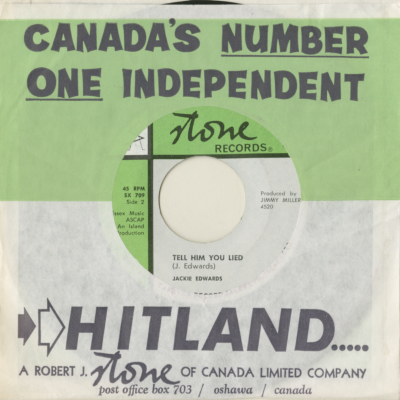 CANADA'S NUMBER
ONE INDEPENDENT
stone
RECORDS
45 RPM
SX 709
Side 2
Music
ASCAP
An Island
Production
Produced by
JIMMY MILLER
4520
TELL HIM YOU LIED
(J. Edwards)
JACKIE EDWARDS
HITLAND.....
A ROBERT J. stone OF CANADA LIMITED COMPANY
post office box 703 / oshawa / canada